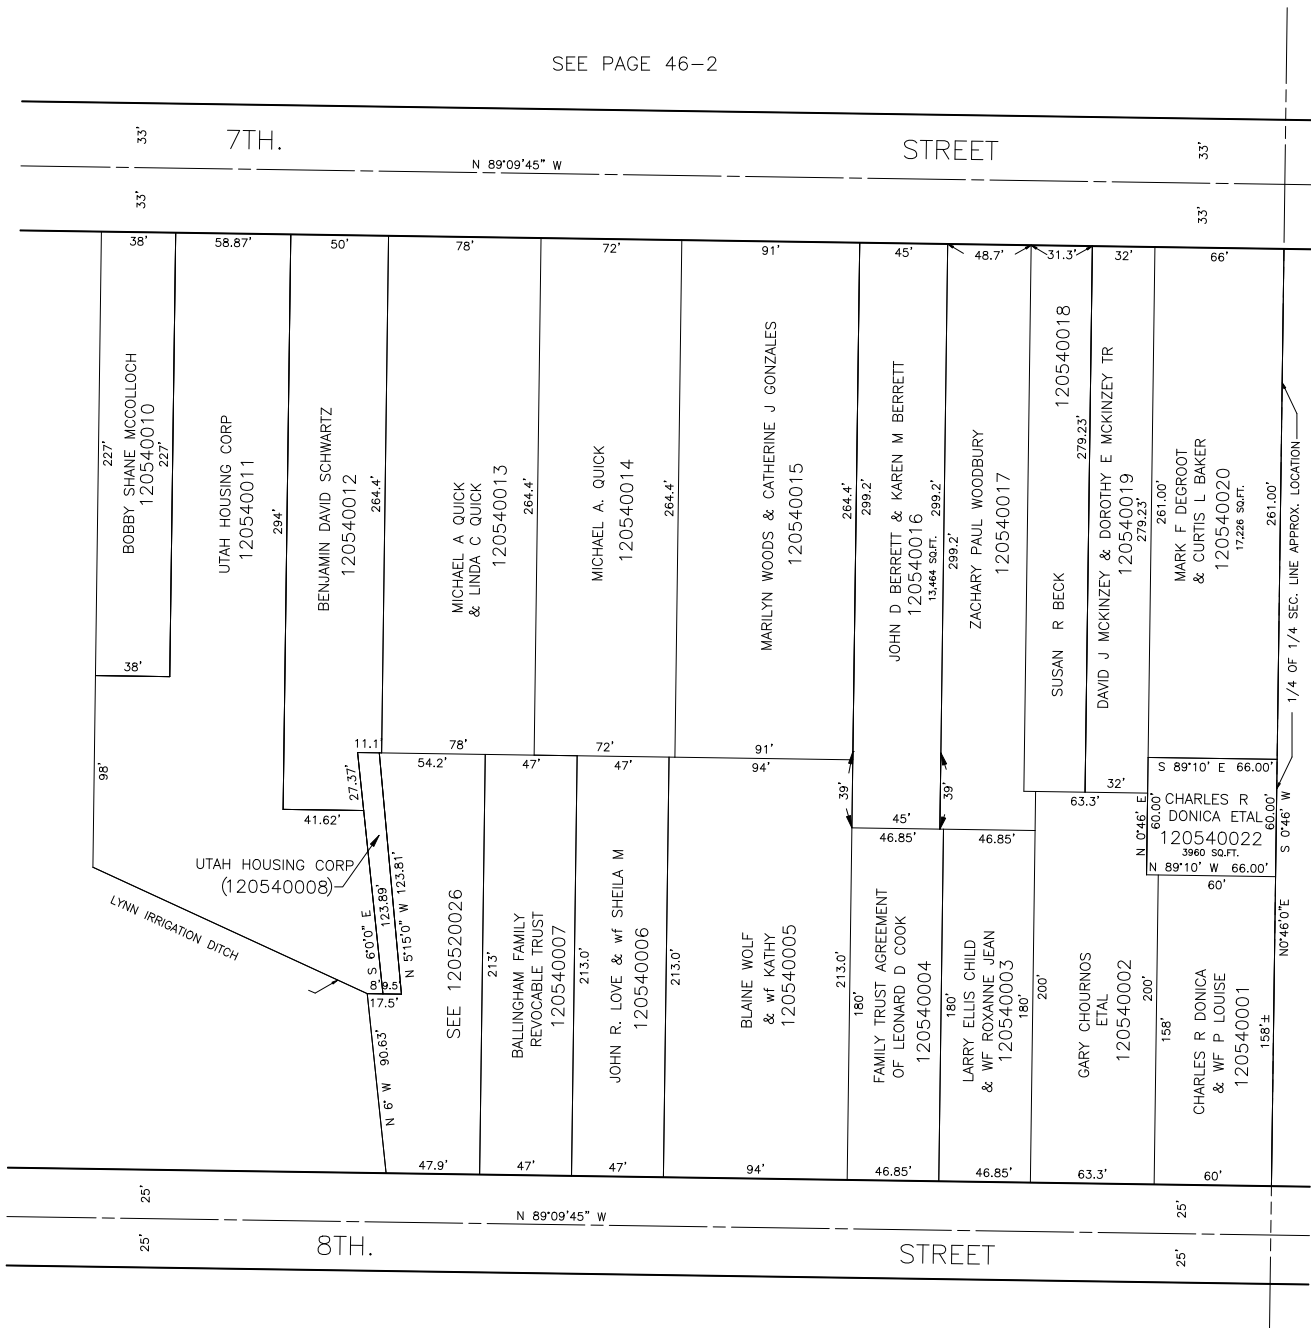 SEE PAGE 46-2
33'
7TH.
STREET
33'
N 89°09'45" W
33'
33'
38'
58.87'
50'
78'
72'
91'
45'
48.7'
31.3'
32'
66'
227'
BOBBY SHANE MCCOLLOCH
120540010
227'
38'
98'
UTAH HOUSING CORP
120540011
294'
BENJAMIN DAVID SCHWARTZ
120540012
264.4'
41.62'
MICHAEL A QUICK
& LINDA C QUICK
120540013
264.4'
78'
MICHAEL A. QUICK
120540014
264.4'
72'
MARILYN WOODS & CATHERINE J GONZALES
120540015
264.4'
91'
299.2'
JOHN D BERRETT & KAREN M BERRETT
120540016
13,464 SQ.FT.
299.2'
39'
39'
45'
299.2'
ZACHARY PAUL WOODBURY
120540017
SUSAN R BECK
120540018
279.23'
DAVID J MCKINZEY & DOROTHY E MCKINZEY TR
120540019
279.23'
32'
261.00'
MARK F DEGROOT
& CURTIS L BAKER
120540020
17,226 SQ.FT.
261.00'
1/4 OF 1/4 SEC. LINE APPROX. LOCATION
S 89°10' E 66.00'
N 0°46' E
60.00'
CHARLES R
DONICA ETAL
120540022
3960 SQ.FT.
60.00'
S 0°46' W
N 89°10' W 66.00'
11.1'
27.37'
UTAH HOUSING CORP
(120540008)
S 6°0'0" E
123.89'
N 5°15'0" W 123.81'
8'
9.5'
17.5'
LYNN IRRIGATION DITCH
N 6° W 90.63'
54.2'
SEE 120520026
47.9'
47'
213'
BALLINGHAM FAMILY
REVOCABLE TRUST
120540007
47'
47'
213.0'
JOHN R. LOVE & wf SHEILA M
120540006
47'
94'
213.0'
BLAINE WOLF
& wf KATHY
120540005
213.0'
94'
46.85'
180'
FAMILY TRUST AGREEMENT
OF LEONARD D COOK
120540004
46.85'
46.85'
180'
LARRY ELLIS CHILD
& WF ROXANNE JEAN
120540003
180'
46.85'
63.3'
200'
GARY CHOURNOS
ETAL
120540002
200'
63.3'
60'
158'
CHARLES R DONICA
& WF P LOUISE
120540001
158'±
60'
N0°46'0"E
25'
25'
N 89°09'45" W
25'
8TH.
STREET
25'